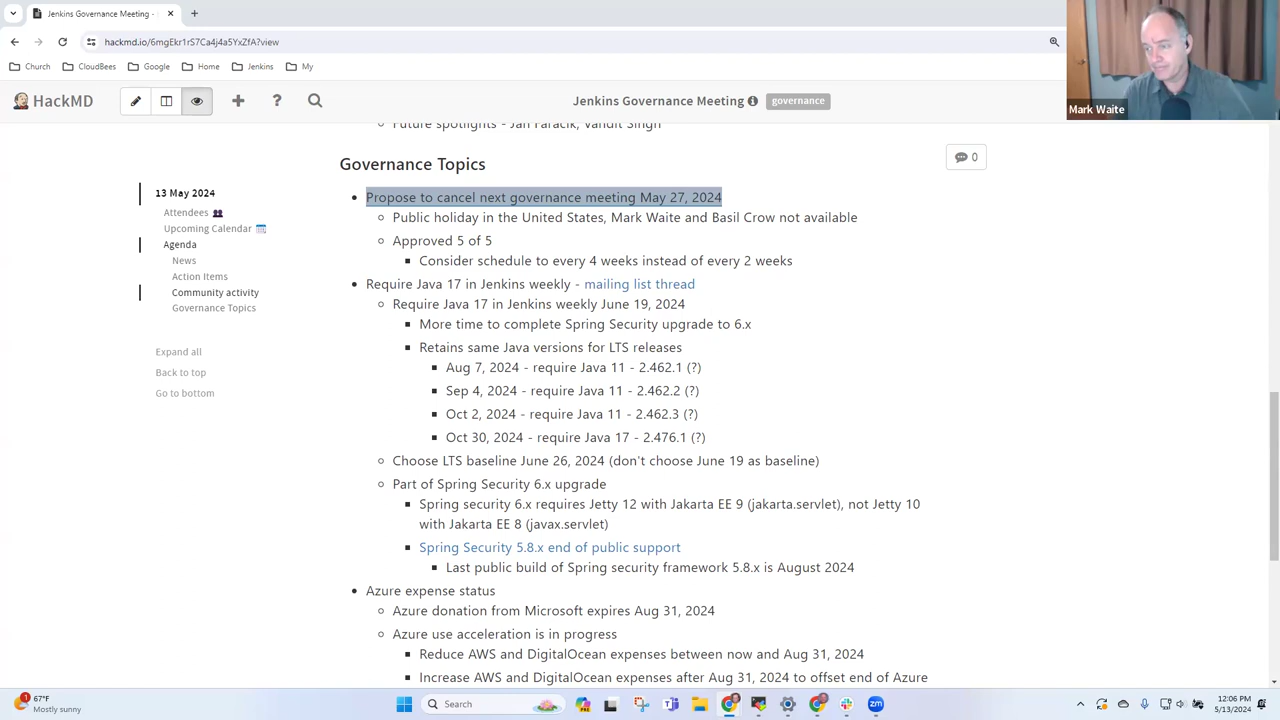 Jenkins Governance Meeting -
hackmd.io/6mgEkr1rS7Ca4j4a5YxZfA?view
Church
CloudBees
Google
Home
Jenkins
My
HackMD
Jenkins Governance Meeting
governance
Mark Waite
Future spotlights - Jan Faracik, Vandit Singh
0
13 May 2024
Attendees
Upcoming Calendar
Agenda
News
Action Items
Community activity
Governance Topics
Expand all
Back to top
Go to bottom
Governance Topics
Propose to cancel next governance meeting May 27, 2024
Public holiday in the United States, Mark Waite and Basil Crow not available
Approved 5 of 5
Consider schedule to every 4 weeks instead of every 2 weeks
Require Java 17 in Jenkins weekly - mailing list thread
Require Java 17 in Jenkins weekly June 19, 2024
More time to complete Spring Security upgrade to 6.x
Retains same Java versions for LTS releases
Aug 7, 2024 - require Java 11 - 2.462.1 (?)
Sep 4, 2024 - require Java 11 - 2.462.2 (?)
Oct 2, 2024 - require Java 11 - 2.462.3 (?)
Oct 30, 2024 - require Java 17 - 2.476.1 (?)
Choose LTS baseline June 26, 2024 (don't choose June 19 as baseline)
Part of Spring Security 6.x upgrade
Spring security 6.x requires Jetty 12 with Jakarta EE 9 (jakarta.servlet), not Jetty 10
with Jakarta EE 8 (javax.servlet)
Spring Security 5.8.x end of public support
Last public build of Spring security framework 5.8.x is August 2024
Azure expense status
Azure donation from Microsoft expires Aug 31, 2024
Azure use acceleration is in progress
Reduce AWS and DigitalOcean expenses between now and Aug 31, 2024
Increase AWS and DigitalOcean expenses after Aug 31, 2024 to offset end of Azure
67°F
Mostly sunny
Search
12:06 PM
5/13/2024